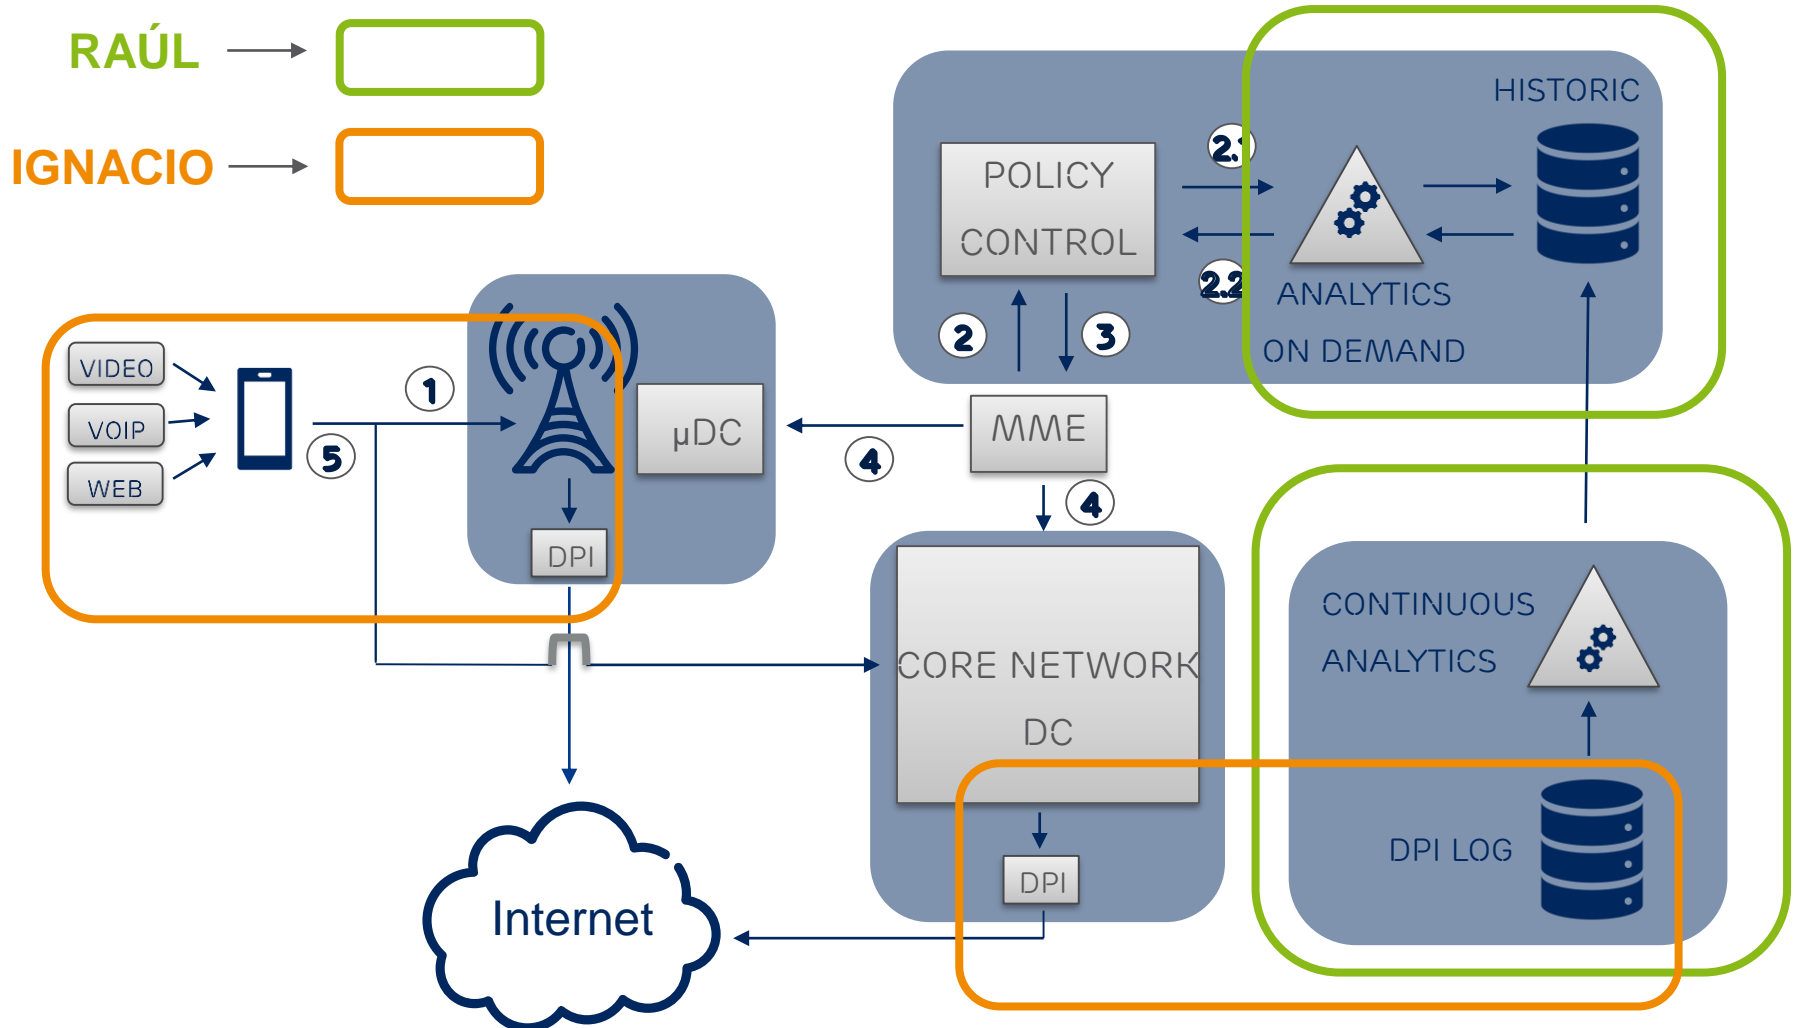 RAÚL
IGNACIO
HISTORIC
POLICY
CONTROL
2.1
2.2
ANALYTICS
ON DEMAND
2
3
VIDEO
VOIP
WEB
1
5
µDC
MME
4
4
DPI
CORE NETWORK
DC
CONTINUOUS
ANALYTICS
DPI LOG
DPI
Internet